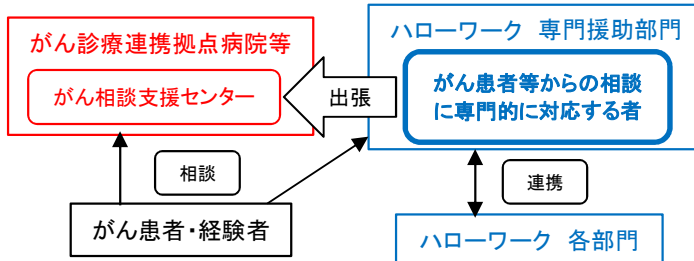 がん診療連携拠点病院等
がん相談支援センター
出張
ハローワーク 専門援助部門
がん患者等からの相談
に専門的に対応する者
相談
連携
がん患者・経験者
ハローワーク 各部門